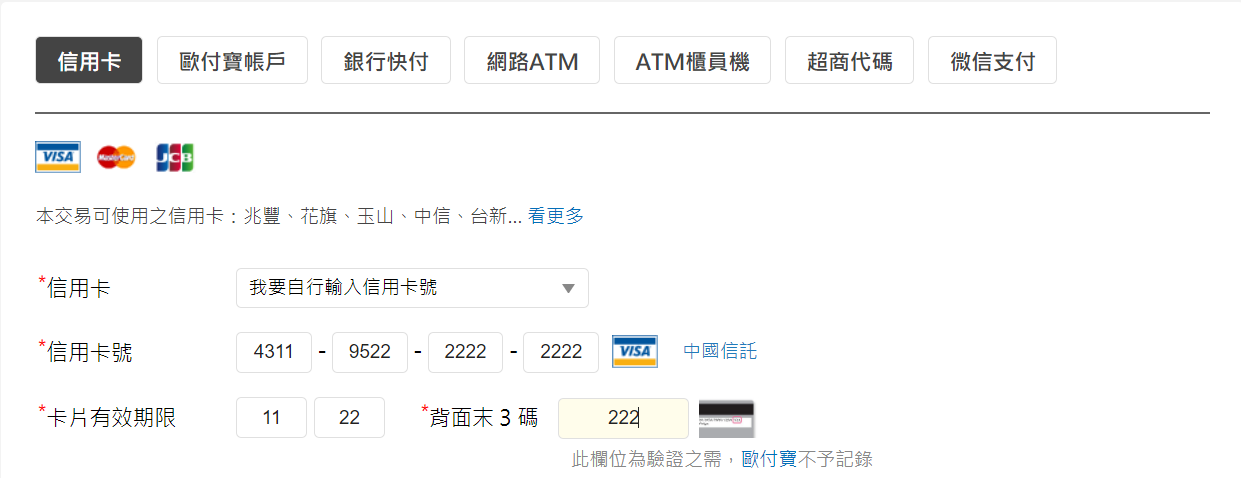 信用卡 歐付寶帳戶 銀行快付 網路ATM ATM櫃員機 超商代碼 微信支付
VISA MasterCard JCB
本交易可使用之信用卡：兆豐、花旗、玉山、中信、台新... 看更多
*信用卡 我要自行輸入信用卡號
*信用卡號 4311 - 9522 - 2222 - 2222 VISA 中國信託
*卡片有效期限 11 22 *背面末 3 碼 222
此欄位為驗證之需，歐付寶不予記錄